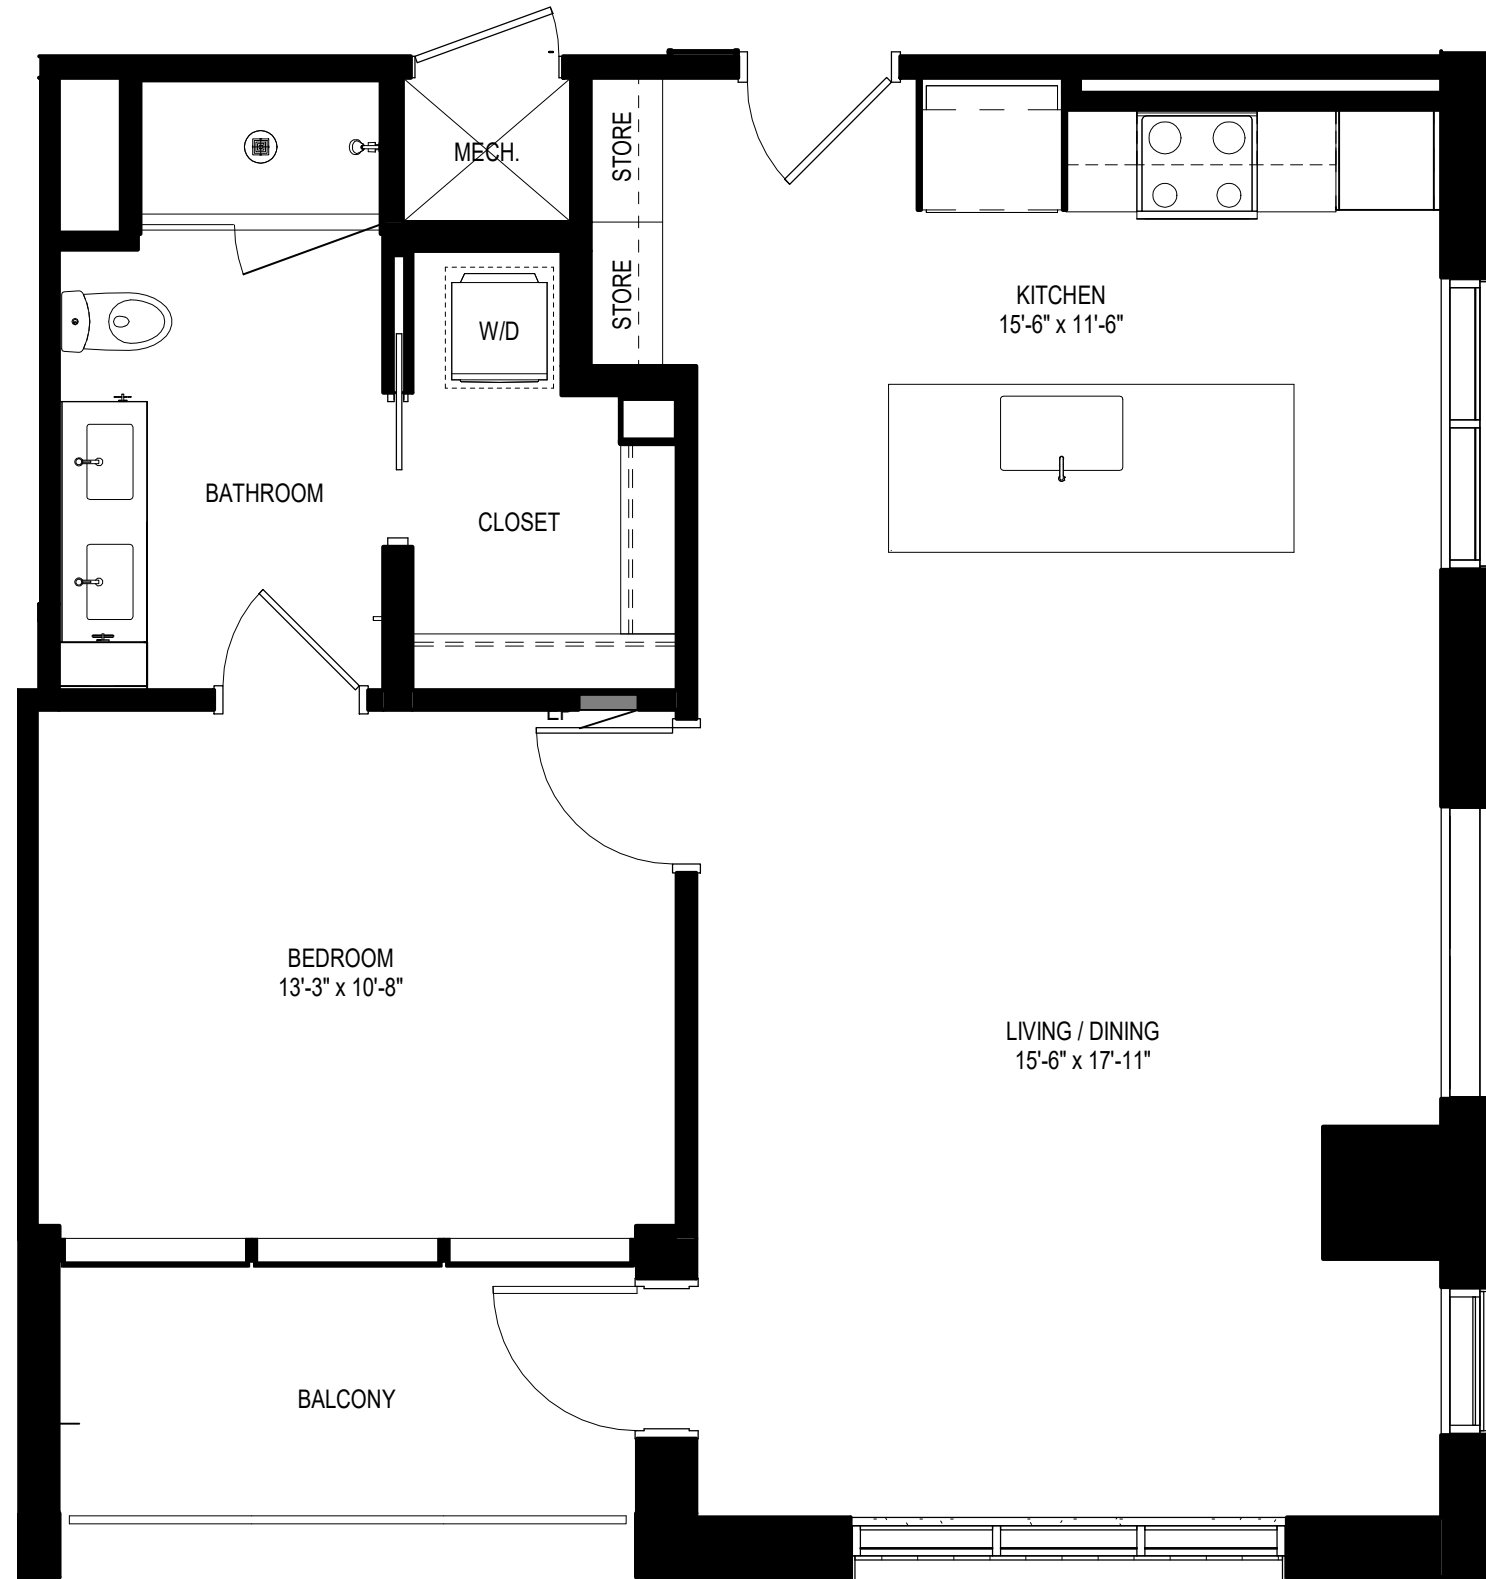 MECH.
STORE
STORE
W/D
KITCHEN
15'-6" x 11'-6"
BATHROOM
CLOSET
BEDROOM
13'-3" x 10'-8"
LIVING / DINING
15'-6" x 17'-11"
BALCONY